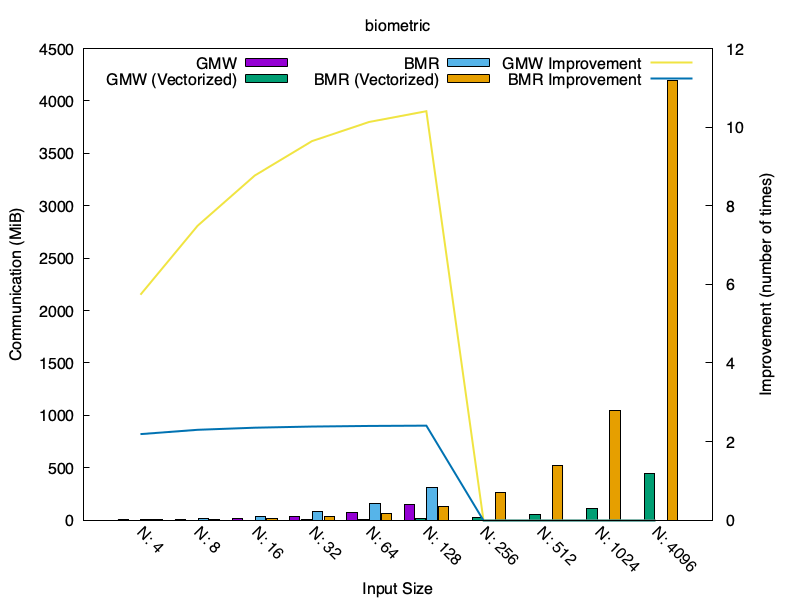 biometric
GMW
GMW (Vectorized)
BMR
BMR (Vectorized)
GMW Improvement
BMR Improvement
Communication (MiB)
4500
4000
3500
3000
2500
2000
1500
1000
500
0
12
10
8
6
4
2
0
Improvement (number of times)
N: 4
N: 8
N: 16
N: 32
N: 64
N: 128
N: 256
N: 512
N: 1024
N: 4096
Input Size